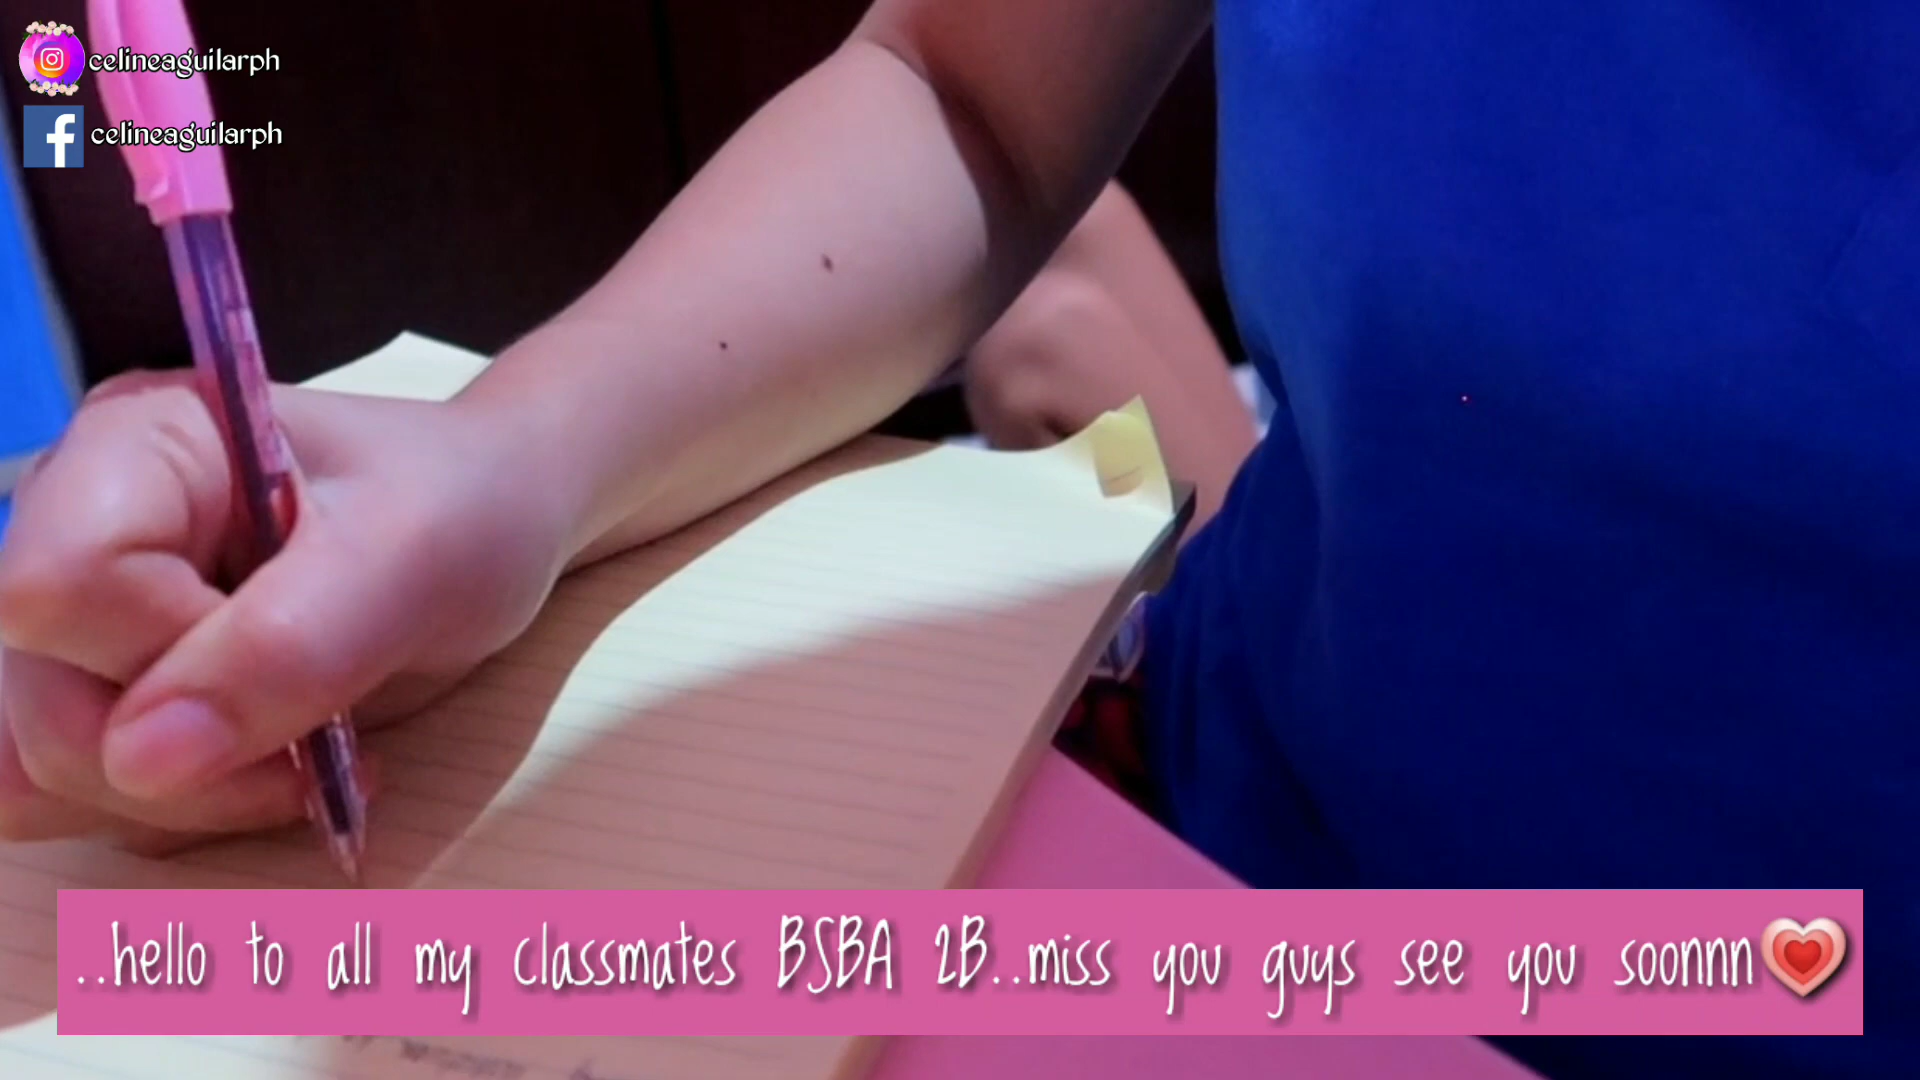 celineaguilarph
celineaguilarph
..hello to all my classmates BSBA 2B..miss you guys see you soonnn